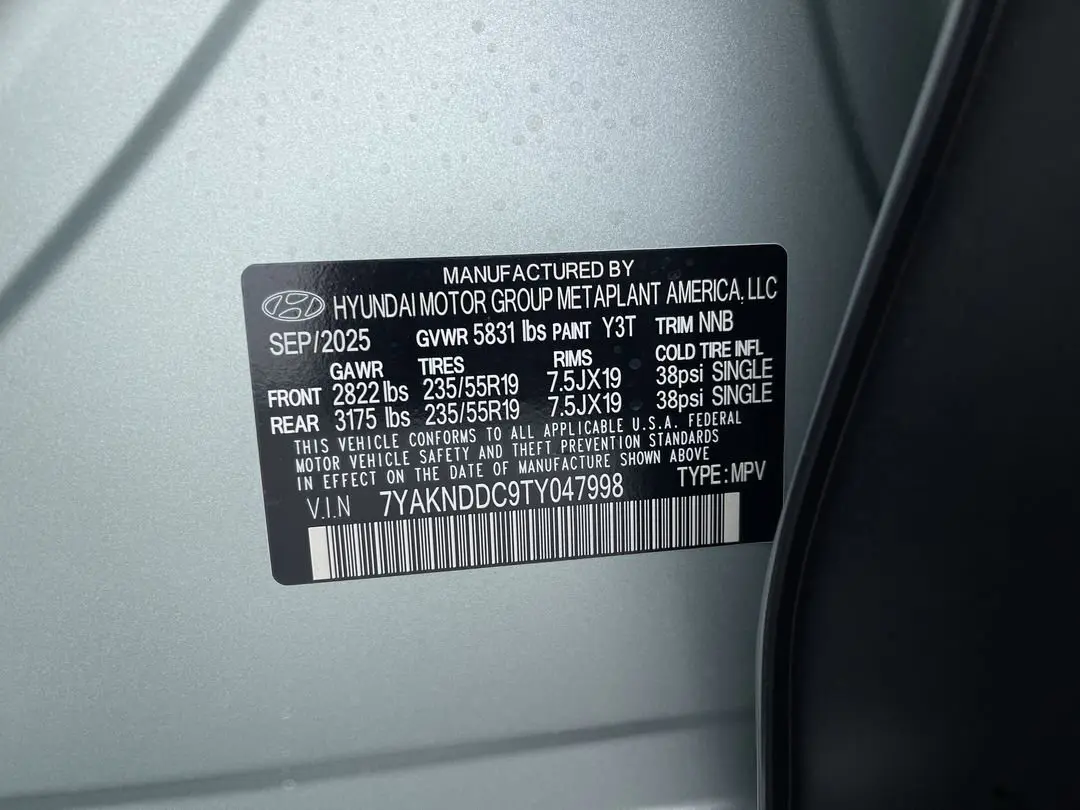 MANUFACTURED BY
HYUNDAI MOTOR GROUP METAPLANT AMERICA, LLC
SEP/2025 GVWR 5831 lbs PAINT Y3T TRIM NNB
GAWR TIRES RIMS COLD TIRE INFL
FRONT 2822 lbs 235/55R19 7.5JX19 38psi SINGLE
REAR 3175 lbs 235/55R19 7.5JX19 38psi SINGLE
THIS VEHICLE CONFORMS TO ALL APPLICABLE U.S.A. FEDERAL
MOTOR VEHICLE SAFETY AND THEFT PREVENTION STANDARDS
IN EFFECT ON THE DATE OF MANUFACTURE SHOWN ABOVE
V.I.N 7YAKNDDC9TY047998 TYPE:MPV